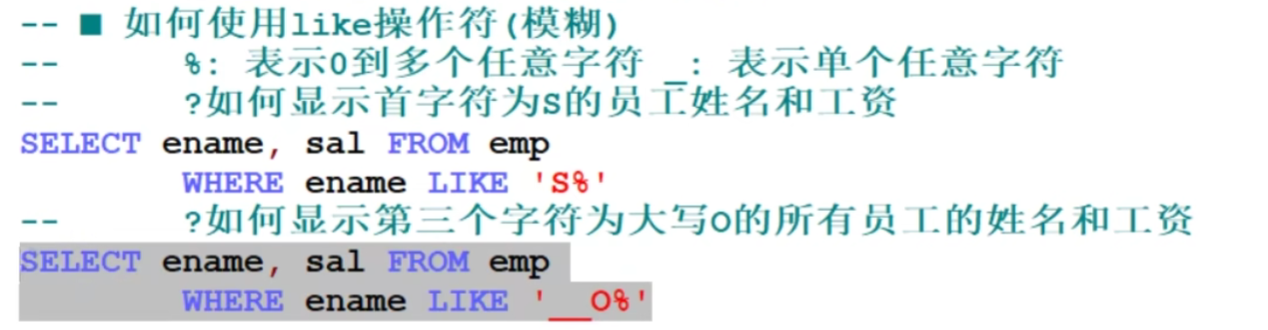 -- ■ 如何使用like操作符(模糊)
-- %: 表示0到多个任意字符 _: 表示单个任意字符
-- ?如何显示首字符为S的员工姓名和工资
SELECT ename, sal FROM emp
WHERE ename LIKE 'S%'
-- ?如何显示第三个字符为大写O的所有员工的姓名和工资
SELECT ename, sal FROM emp
WHERE ename LIKE '__O%'